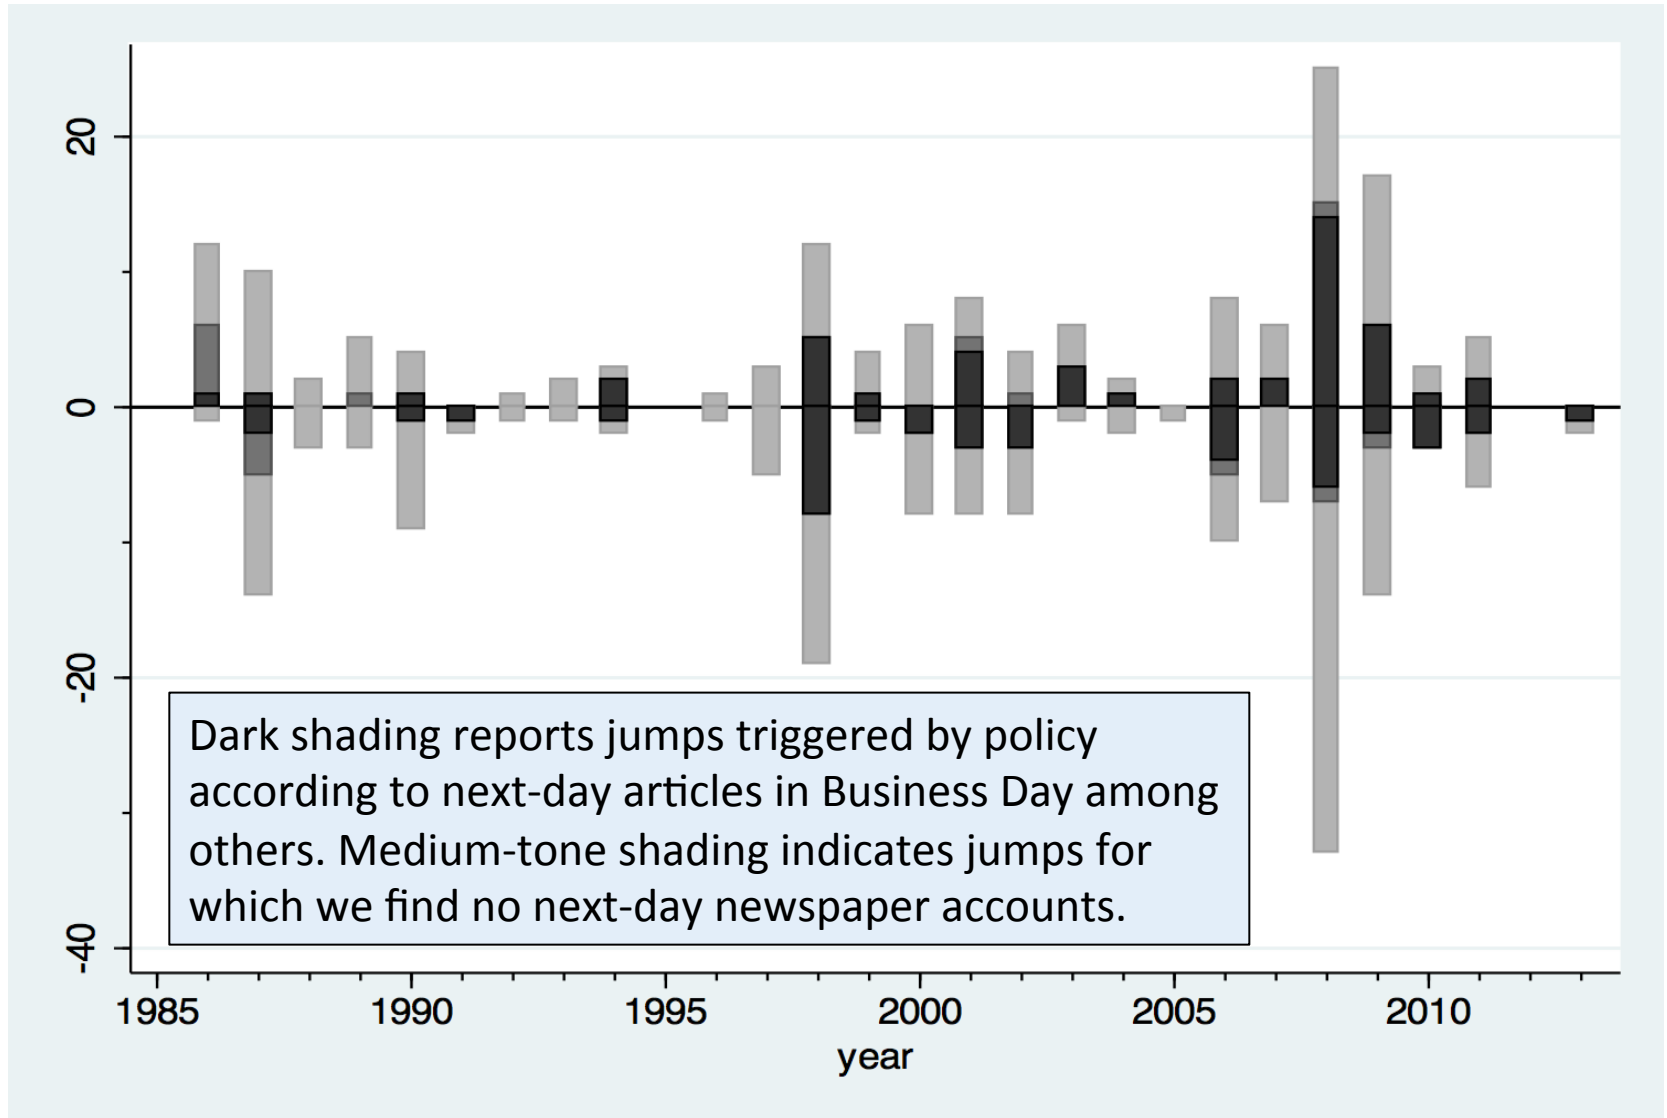 20
0
-20
-40
Dark shading reports jumps triggered by policy
according to next-day articles in Business Day among
others. Medium-tone shading indicates jumps for
which we find no next-day newspaper accounts.
1985 1990 1995 2000 2005 2010
year